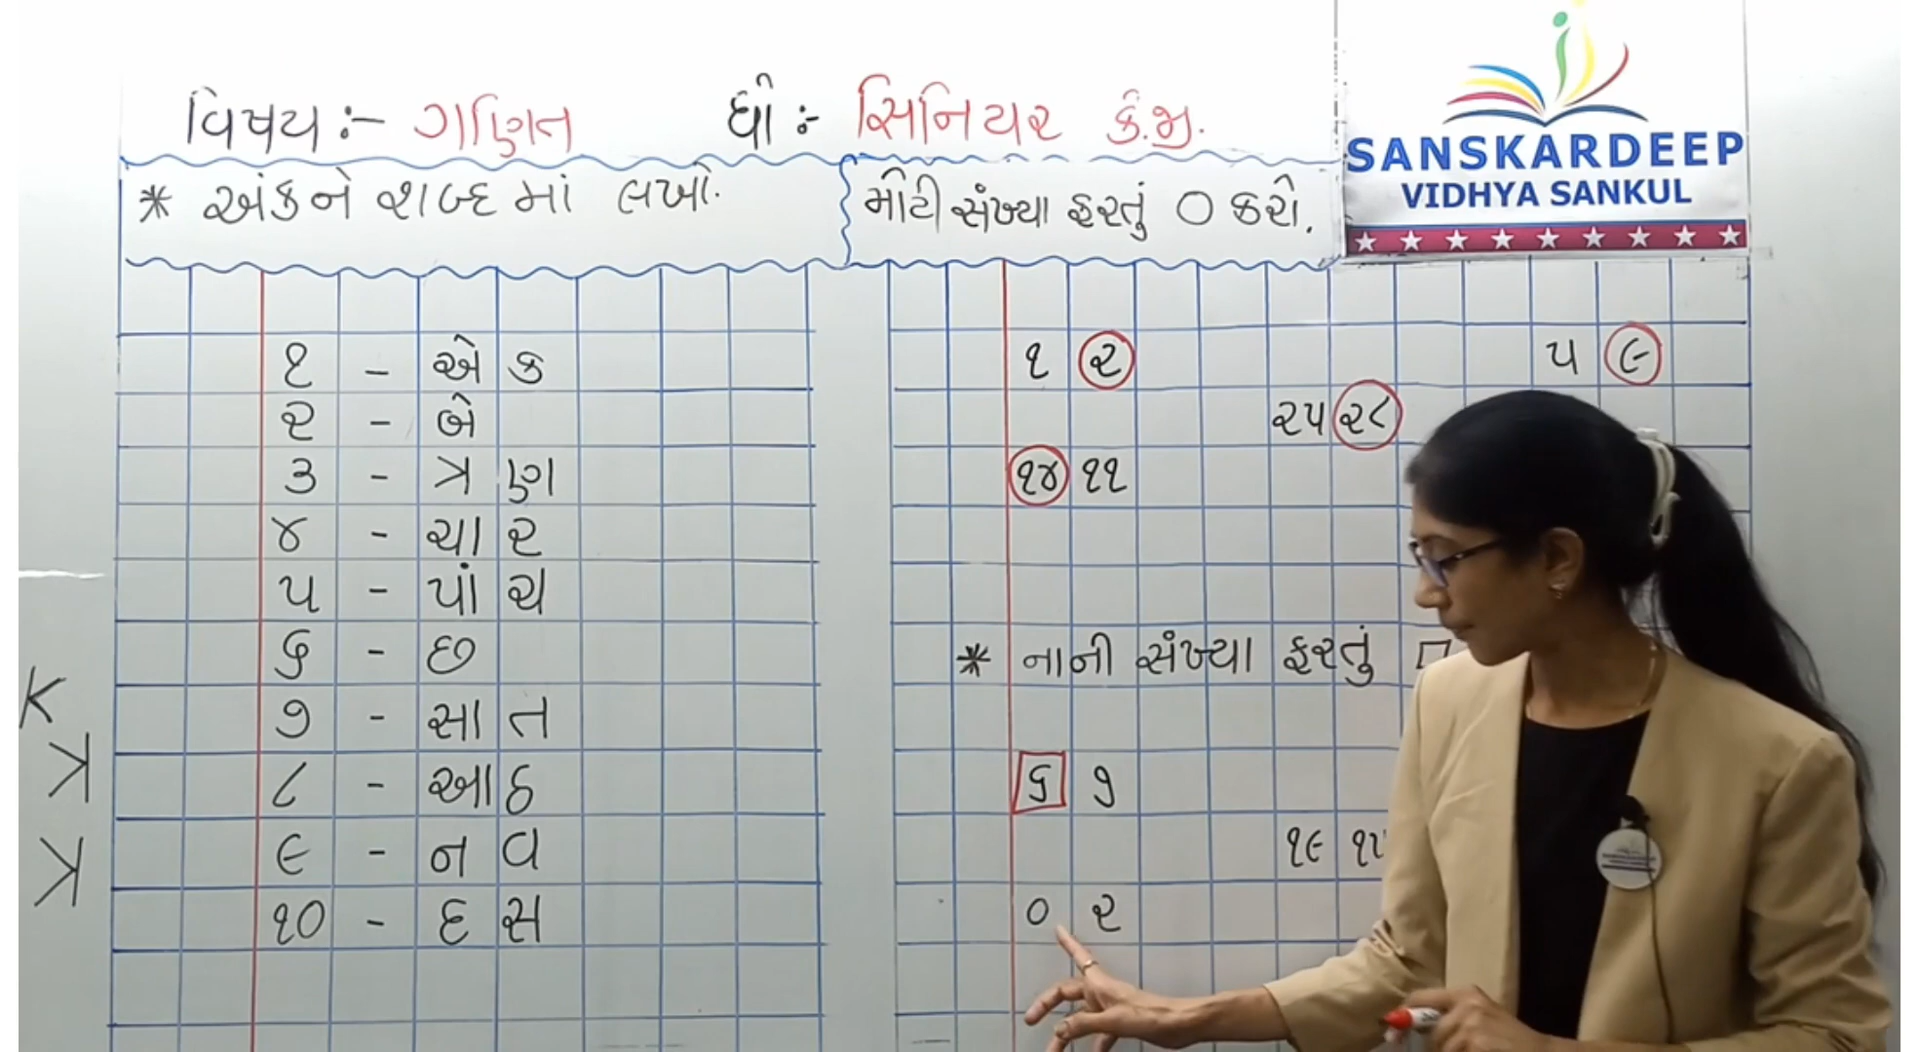 વિષય :- ગણિત ધો :- સિનિયર કે.જી.
SANSKARDEEP
VIDHYA SANKUL
* અંકને શબ્દમાં લખો.
મોટી સંખ્યા ફરતું O કરો.
૧ - એક
૨ - બે
૩ - ત્રણ
૪ - ચાર
૫ - પાંચ
૬ - છ
૭ - સાત
૮ - આઠ
૯ - નવ
૧૦ - દસ
૧ ૨ ૫ ૯
૨૫ ૨૮
૧૪ ૧૧
* નાની સંખ્યા ફરતું
૬ ૭
૧૯
૦ ૨
K
K
K